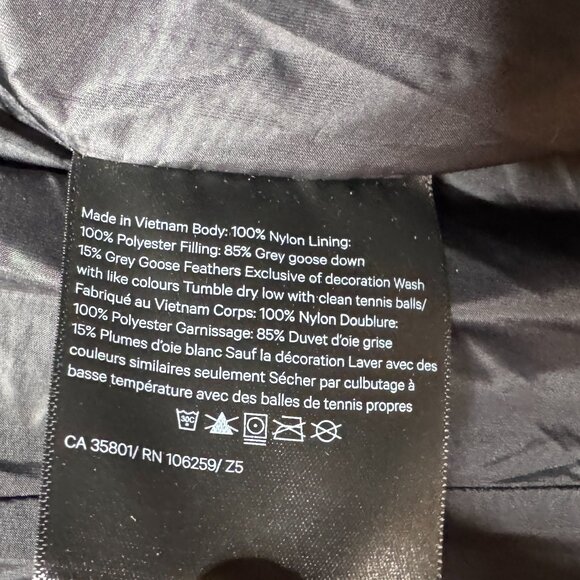 Made in Vietnam Body: 100% Nylon Lining:
100% Polyester Filling: 85% Grey goose down
15% Grey Goose Feathers Exclusive of decoration Wash
with like colours Tumble dry low with clean tennis balls/
Fabriqué au Vietnam Corps: 100% Nylon Doublure:
100% Polyester Garnissage: 85% Duvet d'oie grise
15% Plumes d'oie blanc Sauf la décoration Laver avec des
couleurs similaires seulement Sécher par culbutage à
basse température avec des balles de tennis propres
30C
CA 35801/ RN 106259/ Z5